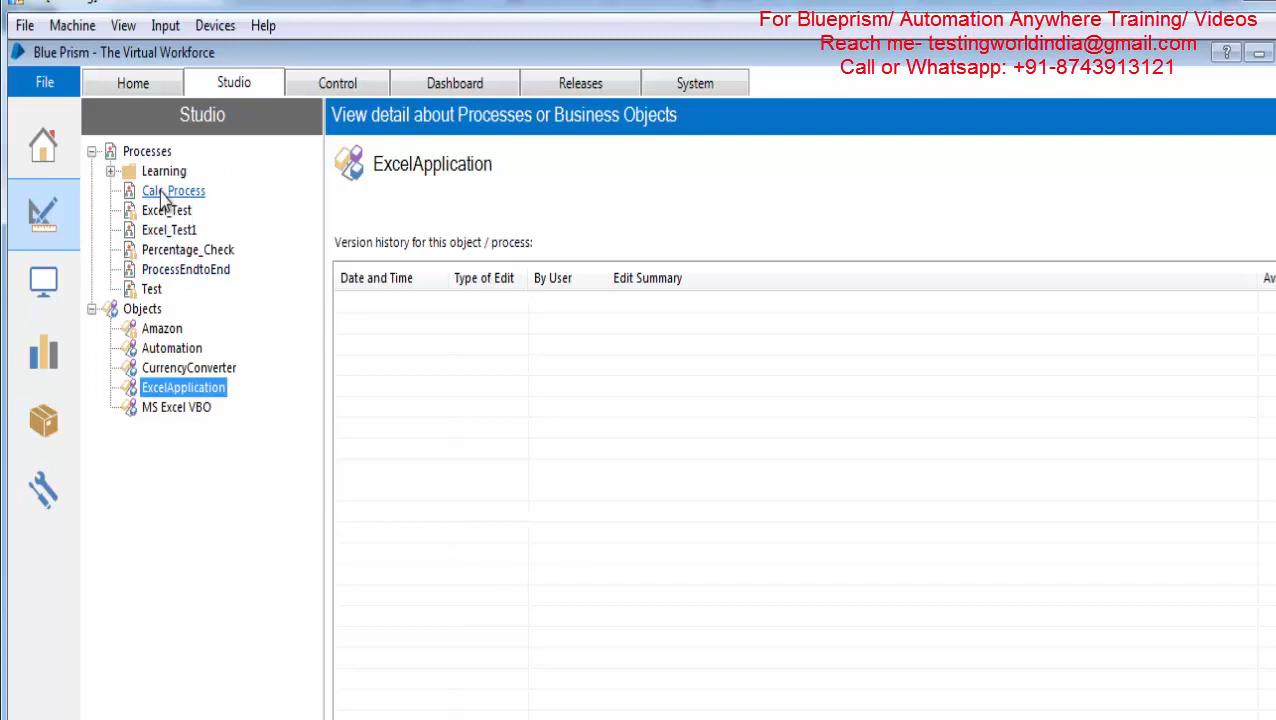 For Blueprism/ Automation Anywhere Training/ Videos
Reach me- testingworldindia@gmail.com
Call or Whatsapp: +91-8743913121
File Machine View Input Devices Help
Blue Prism - The Virtual Workforce
File Home Studio Control Dashboard Releases System
Studio
View detail about Processes or Business Objects
Processes
Learning
Calc_Process
Excel_Test
Excel_Test1
Percentage_Check
ProcessEndtoEnd
Test
Objects
Amazon
Automation
CurrencyConverter
ExcelApplication
MS Excel VBO
ExcelApplication
Version history for this object / process:
Date and Time Type of Edit By User Edit Summary